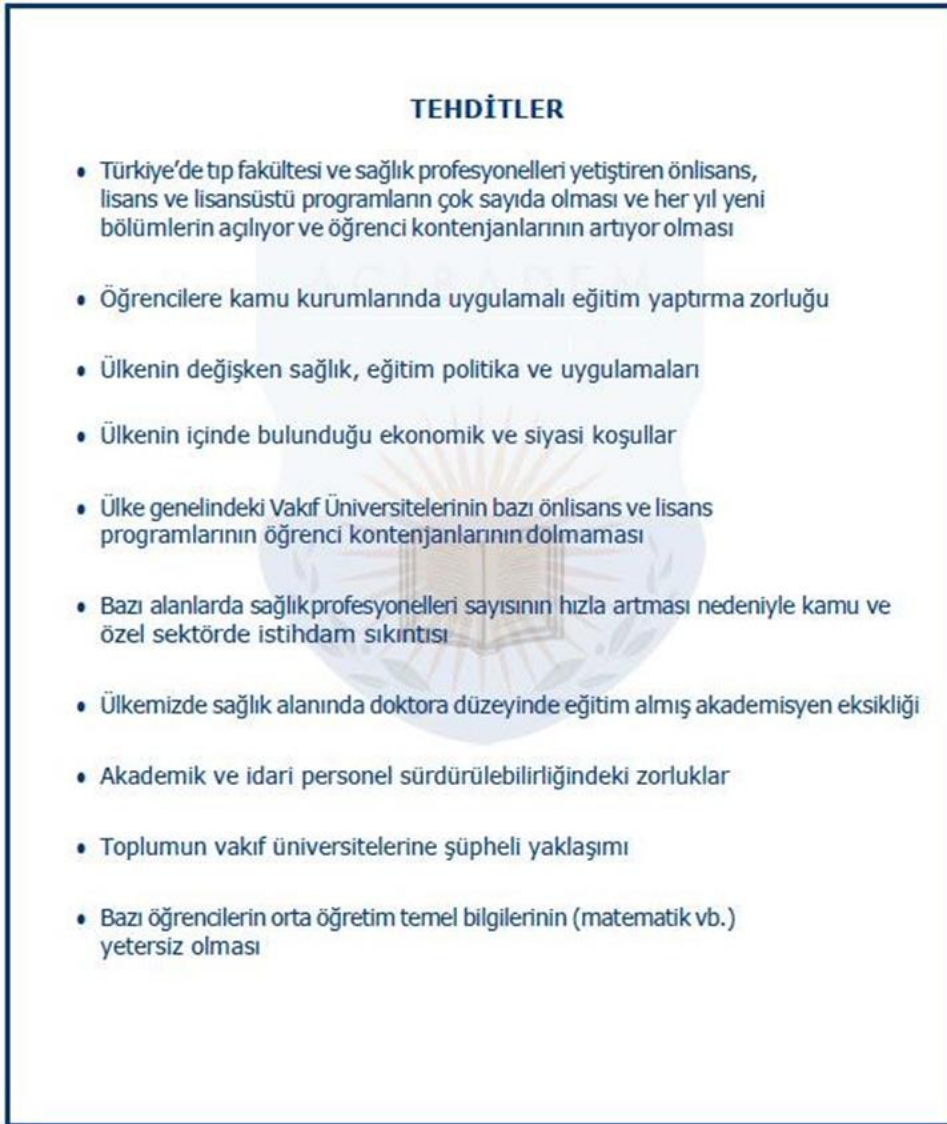 TEHDİTLER
• Türkiye’de tıp fakültesi ve sağlık profesyonelleri yetiştiren önlisans,
lisans ve lisansüstü programların çok sayıda olması ve her yıl yeni
bölümlerin açılıyor ve öğrenci kontenjanlarının artıyor olması
ACIBADEM
• Öğrencilere kamu kurumlarında uygulamalı eğitim yaptırma zorluğu
• Ülkenin değişken sağlık, eğitim politika ve uygulamaları
• Ülkenin içinde bulunduğu ekonomik ve siyasi koşullar
• Ülke genelindeki Vakıf Üniversitelerinin bazı önlisans ve lisans
programlarının öğrenci kontenjanlarının dolmaması
• Bazı alanlarda sağlık profesyonelleri sayısının hızla artması nedeniyle kamu ve
özel sektörde istihdam sıkıntısı
• Ülkemizde sağlık alanında doktora düzeyinde eğitim almış akademisyen eksikliği
• Akademik ve idari personel sürdürülebilirliğindeki zorluklar
• Toplumun vakıf üniversitelerine şüpheli yaklaşımı
• Bazı öğrencilerin orta öğretim temel bilgilerinin (matematik vb.)
yetersiz olması